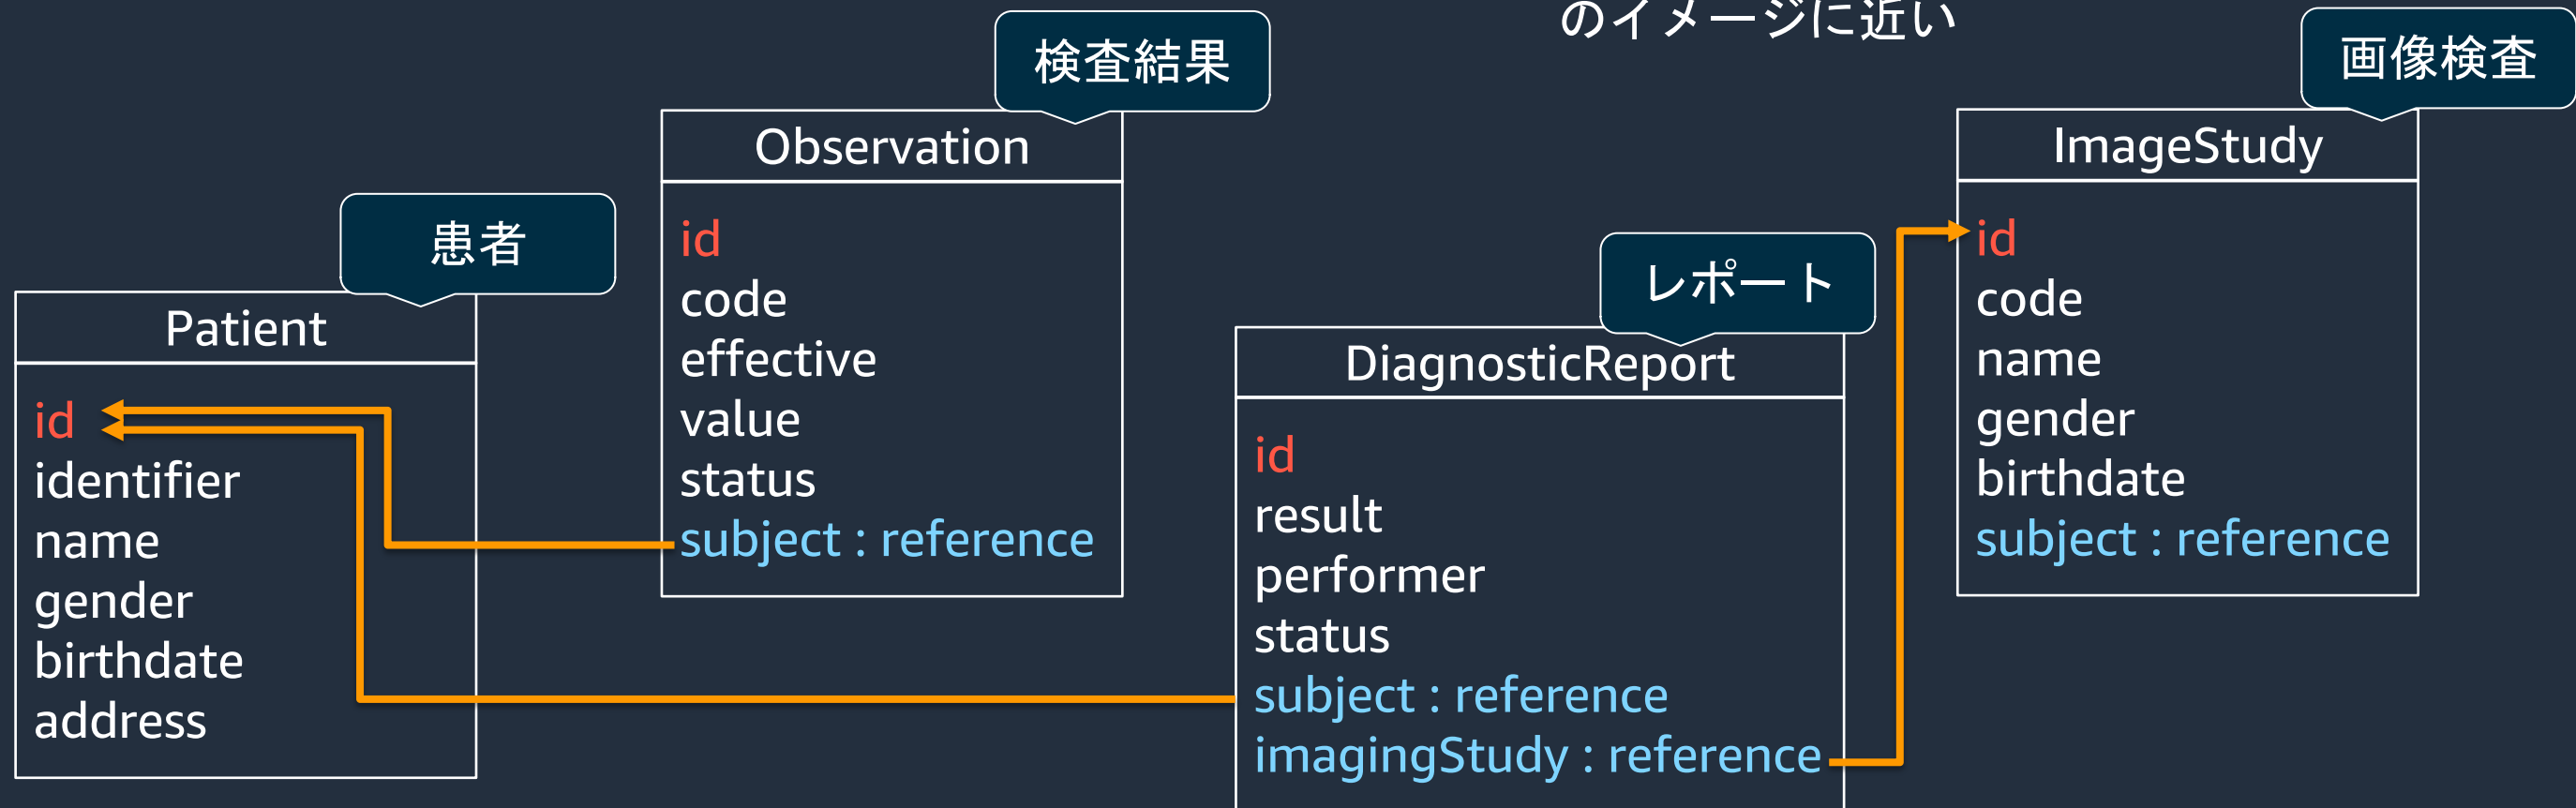 のイメージに近い
患者
Patient
id
identifier
name
gender
birthdate
address
検査結果
Observation
id
code
effective
value
status
subject : reference
レポート
DiagnosticReport
id
result
performer
status
subject : reference
imagingStudy : reference
画像検査
ImageStudy
id
code
name
gender
birthdate
subject : reference